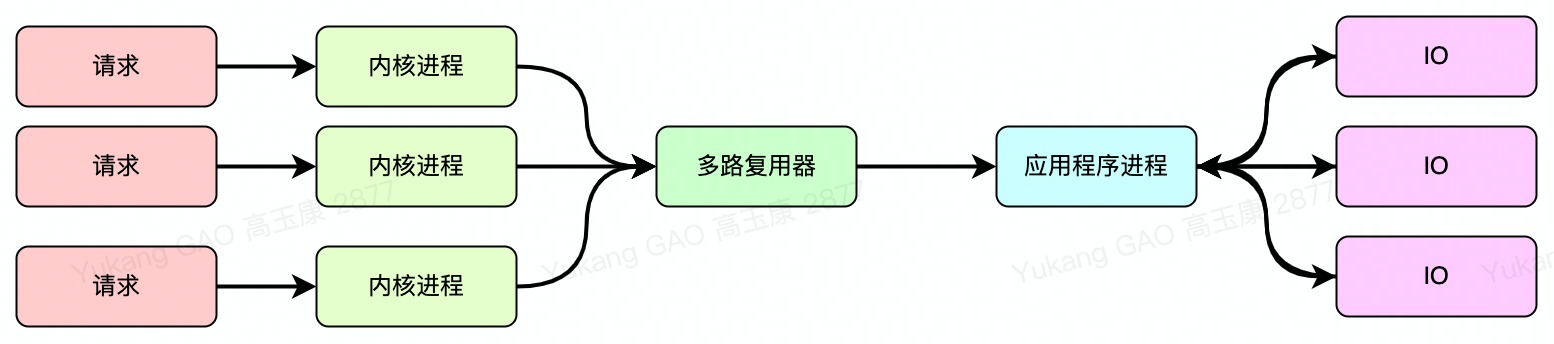 请求
内核进程
IO
请求
内核进程
多路复用器
应用程序进程
IO
请求
内核进程
IO
Yukang GAO 高玉康 2877
Yukang GAO 高玉康 2877
Yukang GAO 高玉康 2877
Yukar